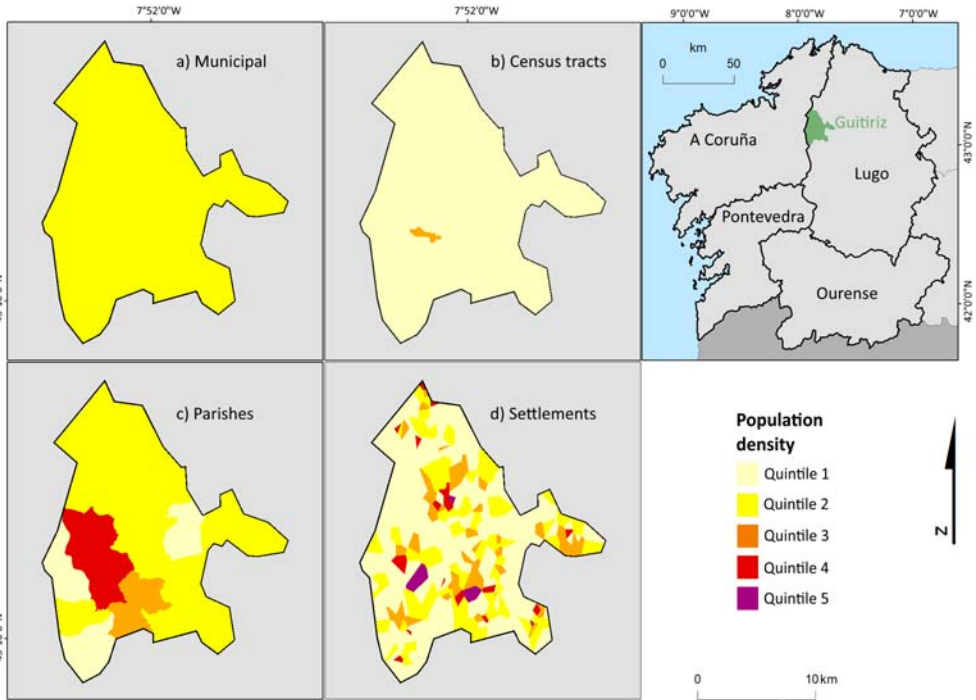 7°52'0"W
7°52'0"W
9°0'0"W
8°0'0"W
7°0'0"W
a) Municipal
b) Census tracts
km
0
50
Guitiriz
A Coruña
Lugo
Pontevedra
Ourense
43°0'0"N
42°0'0"N
c) Parishes
d) Settlements
Population
density
Quintile 1
Quintile 2
Quintile 3
Quintile 4
Quintile 5
N
0
10 km